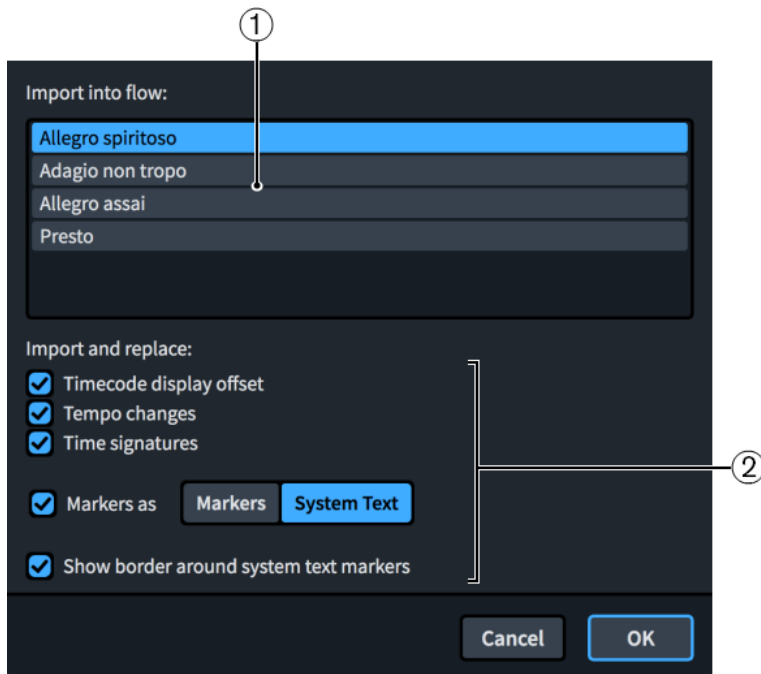 ①
Import into flow:
Allegro spiritoso
Adagio non tropo
Allegro assai
Presto
Import and replace:
Timecode display offset
Tempo changes
Time signatures
②
Markers as Markers System Text
Show border around system text markers
Cancel OK